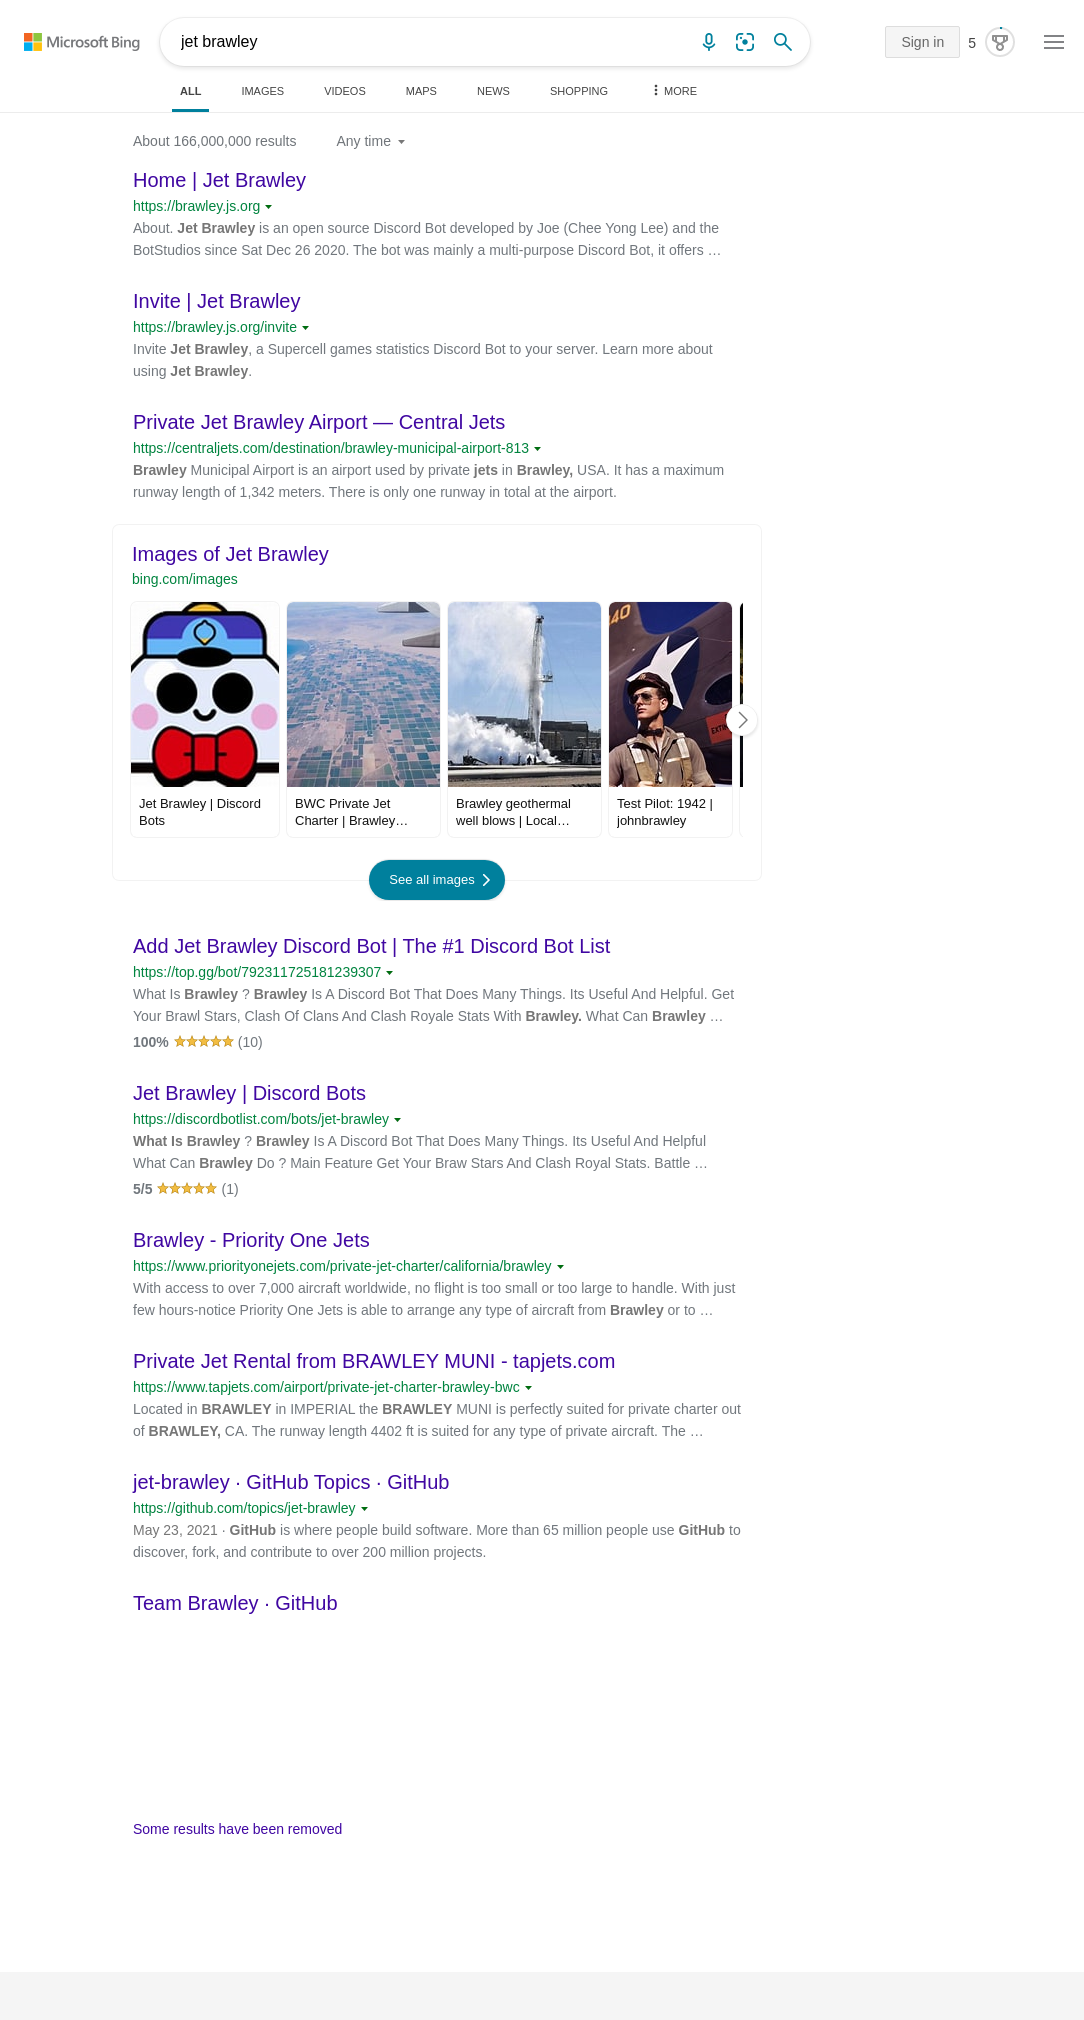 Microsoft Bing
jet brawley
Sign in
5
ALL
IMAGES
VIDEOS
MAPS
NEWS
SHOPPING
MORE
About 166,000,000 results
Any time
Home | Jet Brawley
https://brawley.js.org
About. Jet Brawley is an open source Discord Bot developed by Joe (Chee Yong Lee) and the
BotStudios since Sat Dec 26 2020. The bot was mainly a multi-purpose Discord Bot, it offers …
Invite | Jet Brawley
https://brawley.js.org/invite
Invite Jet Brawley, a Supercell games statistics Discord Bot to your server. Learn more about
using Jet Brawley.
Private Jet Brawley Airport — Central Jets
https://centraljets.com/destination/brawley-municipal-airport-813
Brawley Municipal Airport is an airport used by private jets in Brawley, USA. It has a maximum
runway length of 1,342 meters. There is only one runway in total at the airport.
Images of Jet Brawley
bing.com/images
40
EXTIN
Jet Brawley | Discord
Bots
BWC Private Jet
Charter | Brawley…
Brawley geothermal
well blows | Local…
Test Pilot: 1942 |
johnbrawley
See all images
Add Jet Brawley Discord Bot | The #1 Discord Bot List
https://top.gg/bot/792311725181239307
What Is Brawley ? Brawley Is A Discord Bot That Does Many Things. Its Useful And Helpful. Get
Your Brawl Stars, Clash Of Clans And Clash Royale Stats With Brawley. What Can Brawley …
100% (10)
Jet Brawley | Discord Bots
https://discordbotlist.com/bots/jet-brawley
What Is Brawley ? Brawley Is A Discord Bot That Does Many Things. Its Useful And Helpful
What Can Brawley Do ? Main Feature Get Your Braw Stars And Clash Royal Stats. Battle …
5/5 (1)
Brawley - Priority One Jets
https://www.priorityonejets.com/private-jet-charter/california/brawley
With access to over 7,000 aircraft worldwide, no flight is too small or too large to handle. With just
few hours-notice Priority One Jets is able to arrange any type of aircraft from Brawley or to …
Private Jet Rental from BRAWLEY MUNI - tapjets.com
https://www.tapjets.com/airport/private-jet-charter-brawley-bwc
Located in BRAWLEY in IMPERIAL the BRAWLEY MUNI is perfectly suited for private charter out
of BRAWLEY, CA. The runway length 4402 ft is suited for any type of private aircraft. The …
jet-brawley · GitHub Topics · GitHub
https://github.com/topics/jet-brawley
May 23, 2021 · GitHub is where people build software. More than 65 million people use GitHub to
discover, fork, and contribute to over 200 million projects.
Team Brawley · GitHub
Some results have been removed